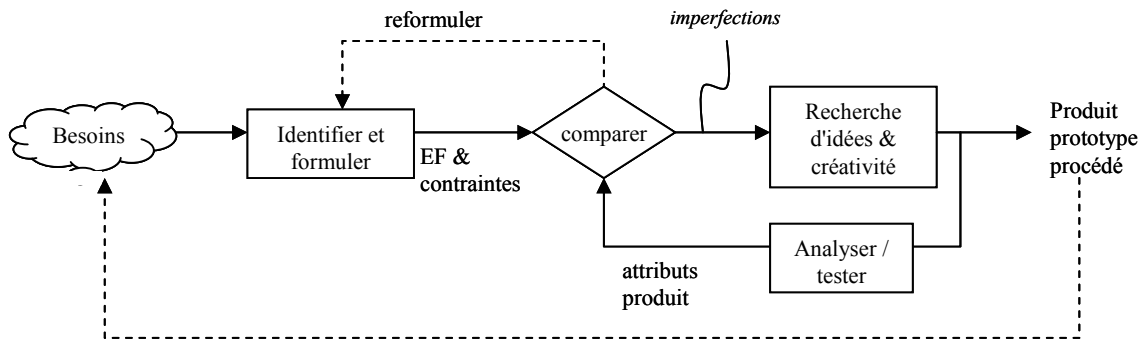 reformuler
imperfections
Besoins
Identifier et
formuler
EF &
contraintes
comparer
Recherche
d'idées &
créativité
Produit
prototype
procédé
attributs
produit
Analyser /
tester